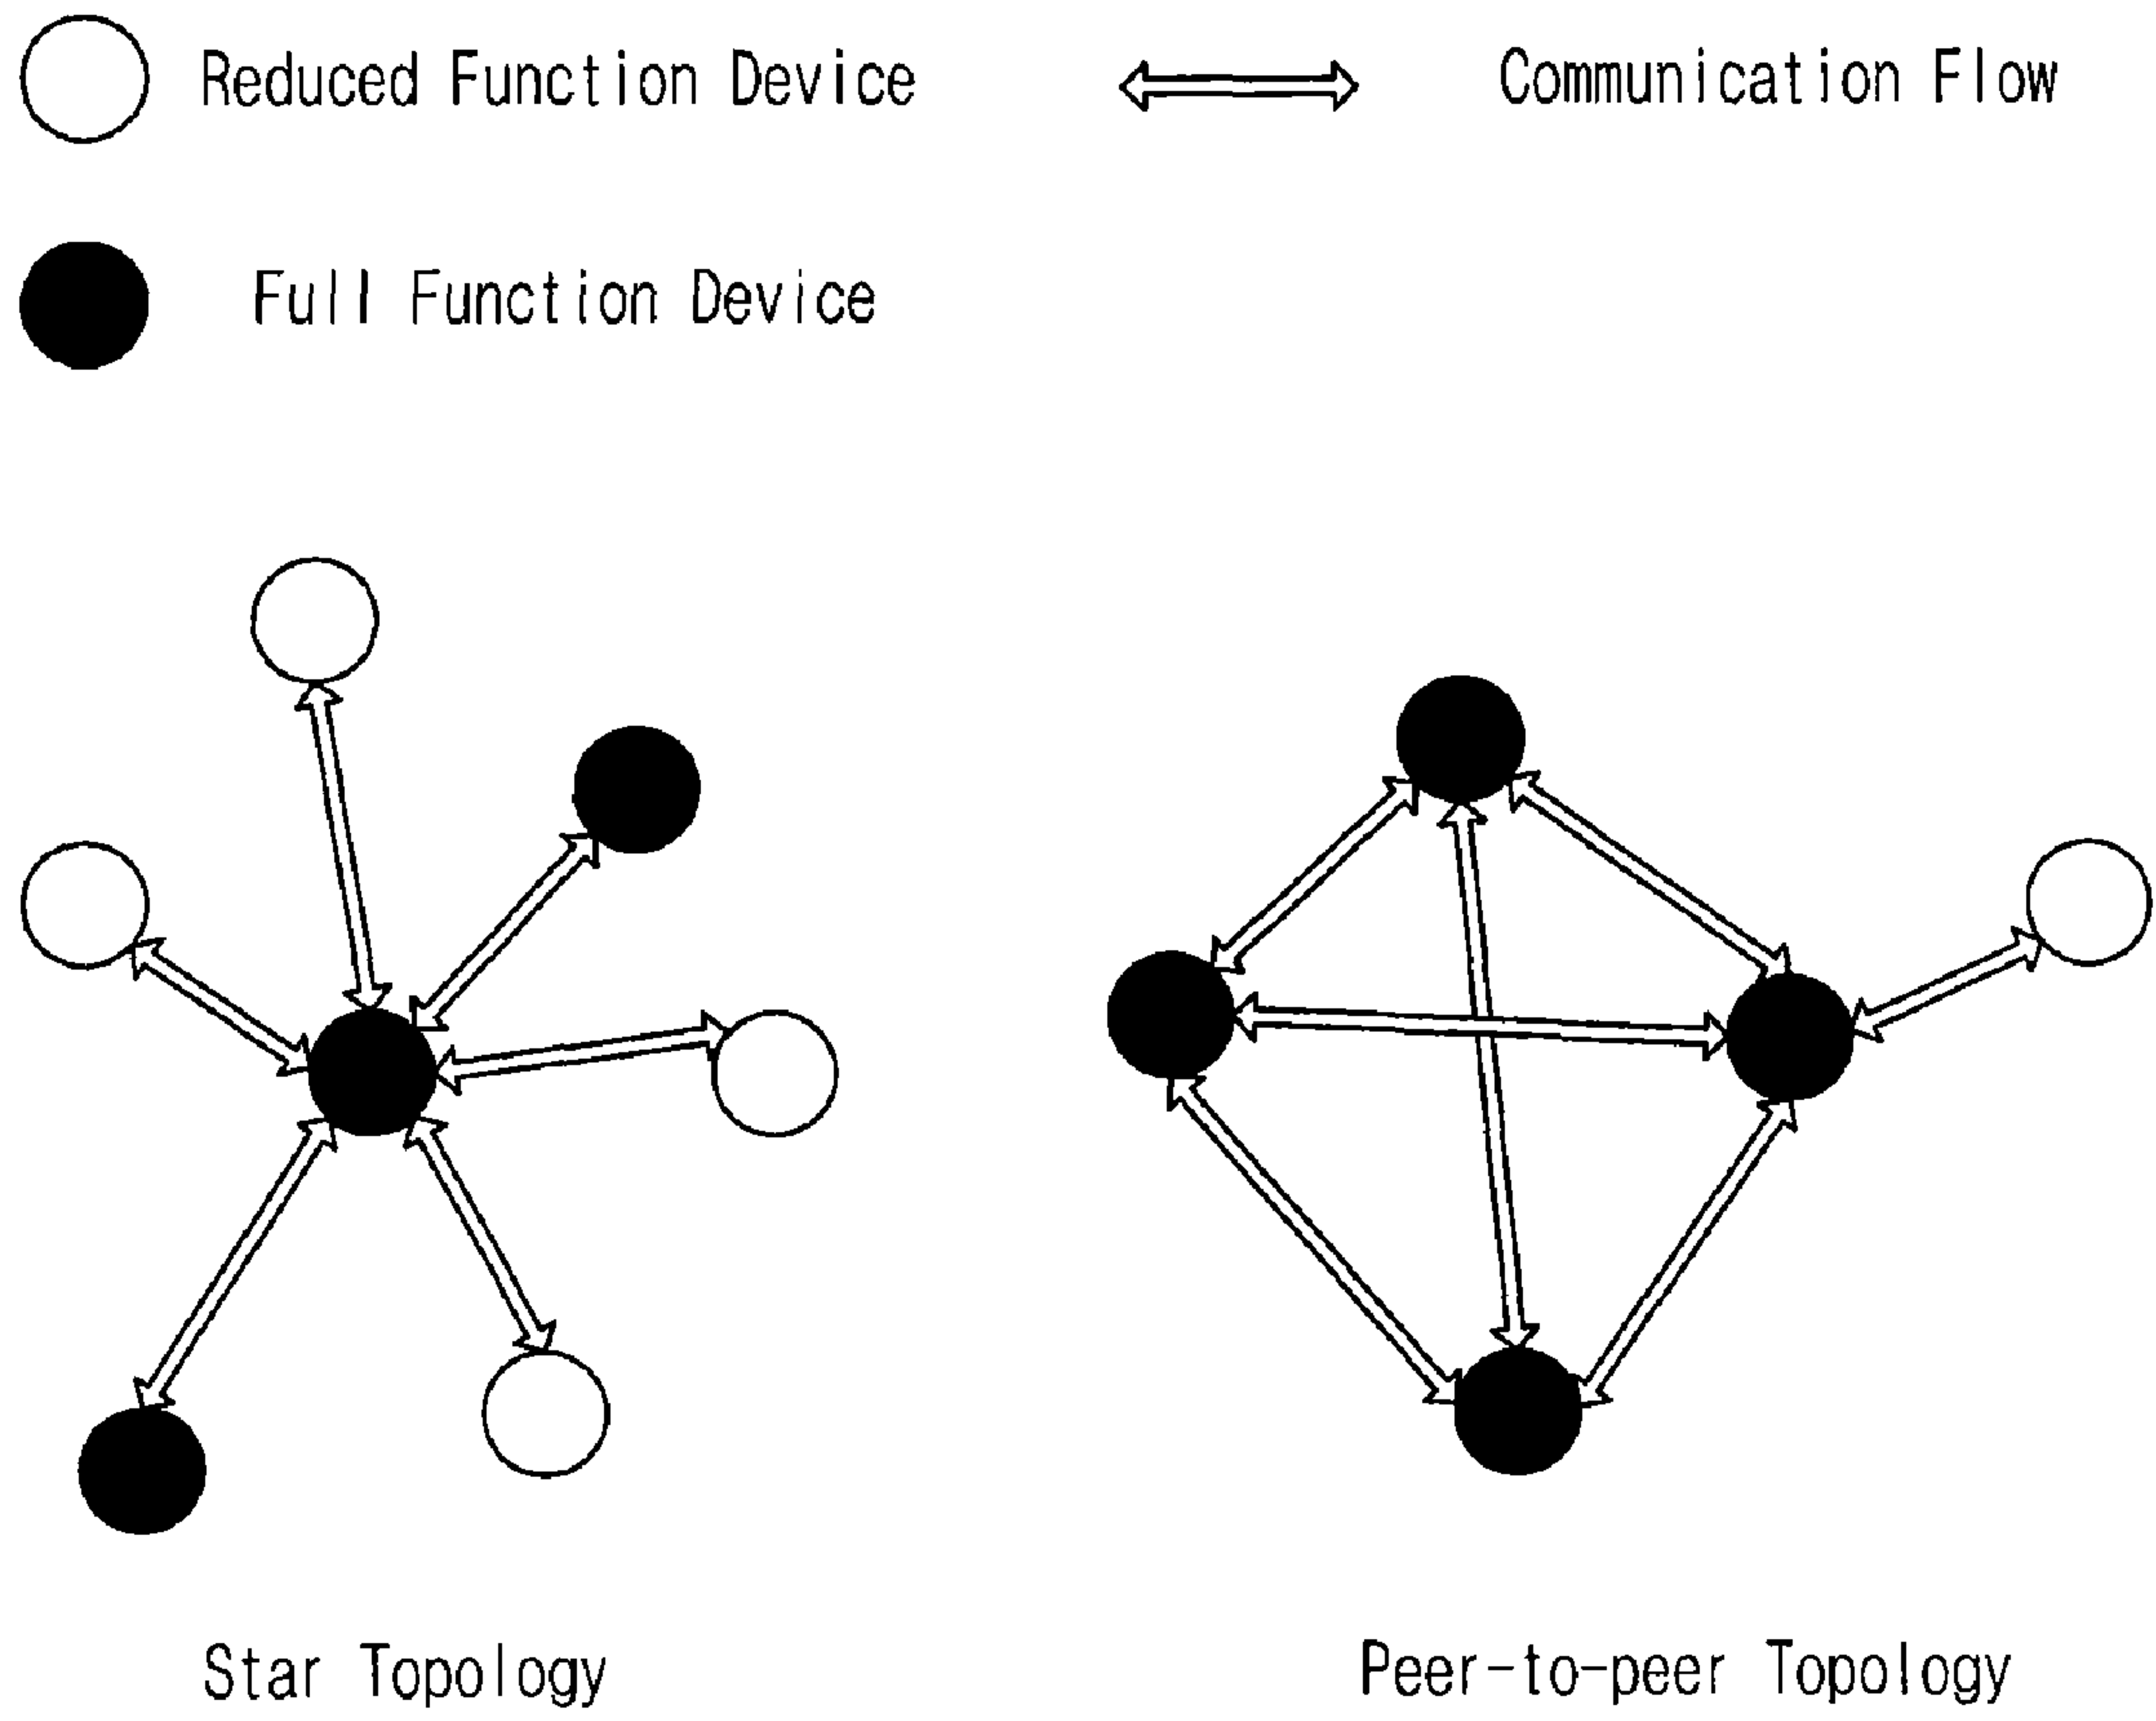 Reduced Function Device
Communication Flow
Full Function Device
Star Topology
Peer-to-peer Topology